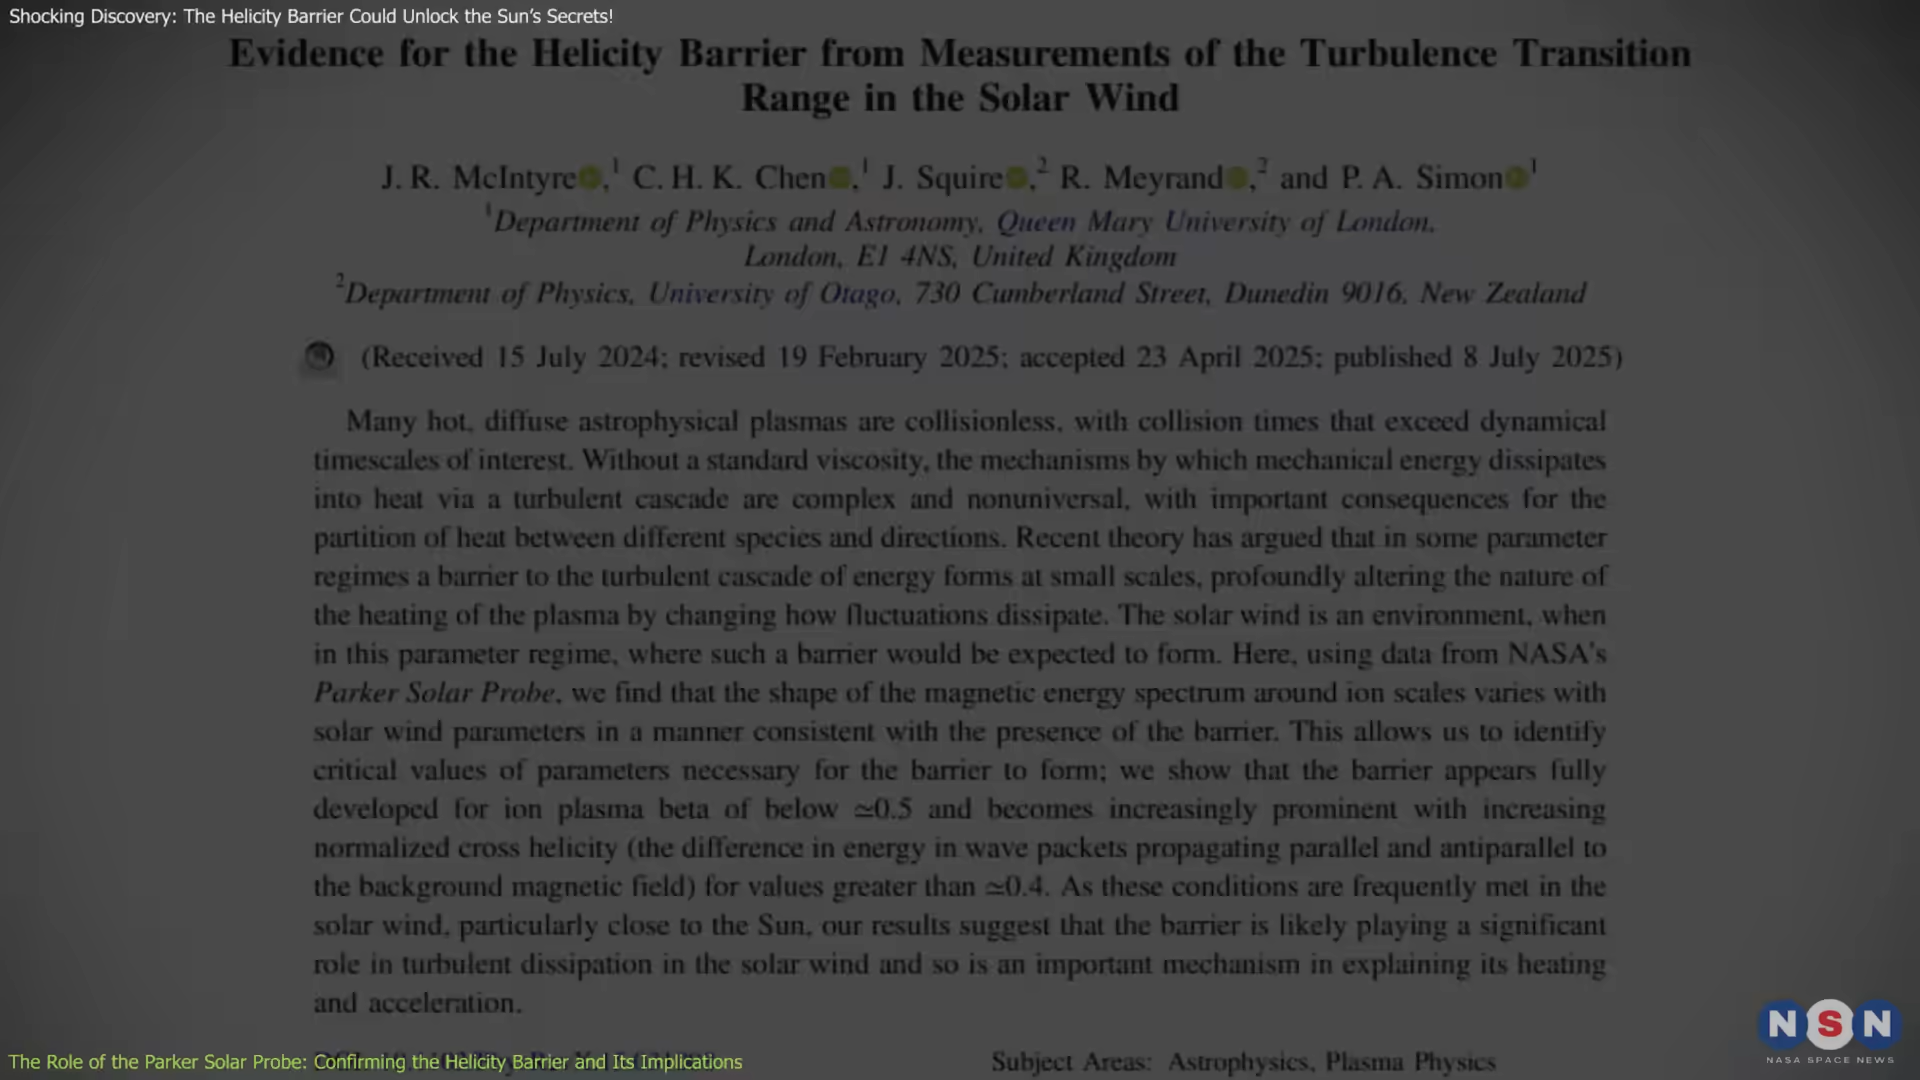 Shocking Discovery: The Helicity Barrier Could Unlock the Sun's Secrets!
Evidence for the Helicity Barrier from Measurements of the Turbulence Transition
Range in the Solar Wind
J. R. McIntyre,¹ C. H. K. Chen,¹ J. Squire,² R. Meyrand,² and P. A. Simon¹
¹Department of Physics and Astronomy, Queen Mary University of London,
London, E1 4NS, United Kingdom
²Department of Physics, University of Otago, 730 Cumberland Street, Dunedin 9016, New Zealand
(Received 15 July 2024; revised 19 February 2025; accepted 23 April 2025; published 8 July 2025)
Many hot, diffuse astrophysical plasmas are collisionless, with collision times that exceed dynamical
timescales of interest. Without a standard viscosity, the mechanisms by which mechanical energy dissipates
into heat via a turbulent cascade are complex and nonuniversal, with important consequences for the
partition of heat between different species and directions. Recent theory has argued that in some parameter
regimes a barrier to the turbulent cascade of energy forms at small scales, profoundly altering the nature of
the heating of the plasma by changing how fluctuations dissipate. The solar wind is an environment, when
in this parameter regime, where such a barrier would be expected to form. Here, using data from NASA's
Parker Solar Probe, we find that the shape of the magnetic energy spectrum around ion scales varies with
solar wind parameters in a manner consistent with the presence of the barrier. This allows us to identify
critical values of parameters necessary for the barrier to form; we show that the barrier appears fully
developed for ion plasma beta of below ≃0.5 and becomes increasingly prominent with increasing
normalized cross helicity (the difference in energy in wave packets propagating parallel and antiparallel to
the background magnetic field) for values greater than ≃0.4. As these conditions are frequently met in the
solar wind, particularly close to the Sun, our results suggest that the barrier is likely playing a significant
role in turbulent dissipation in the solar wind and so is an important mechanism in explaining its heating
and acceleration.
The Role of the Parker Solar Probe: Confirming the Helicity Barrier and Its Implications
Subject Areas: Astrophysics, Plasma Physics
NSN
NASA SPACE NEWS